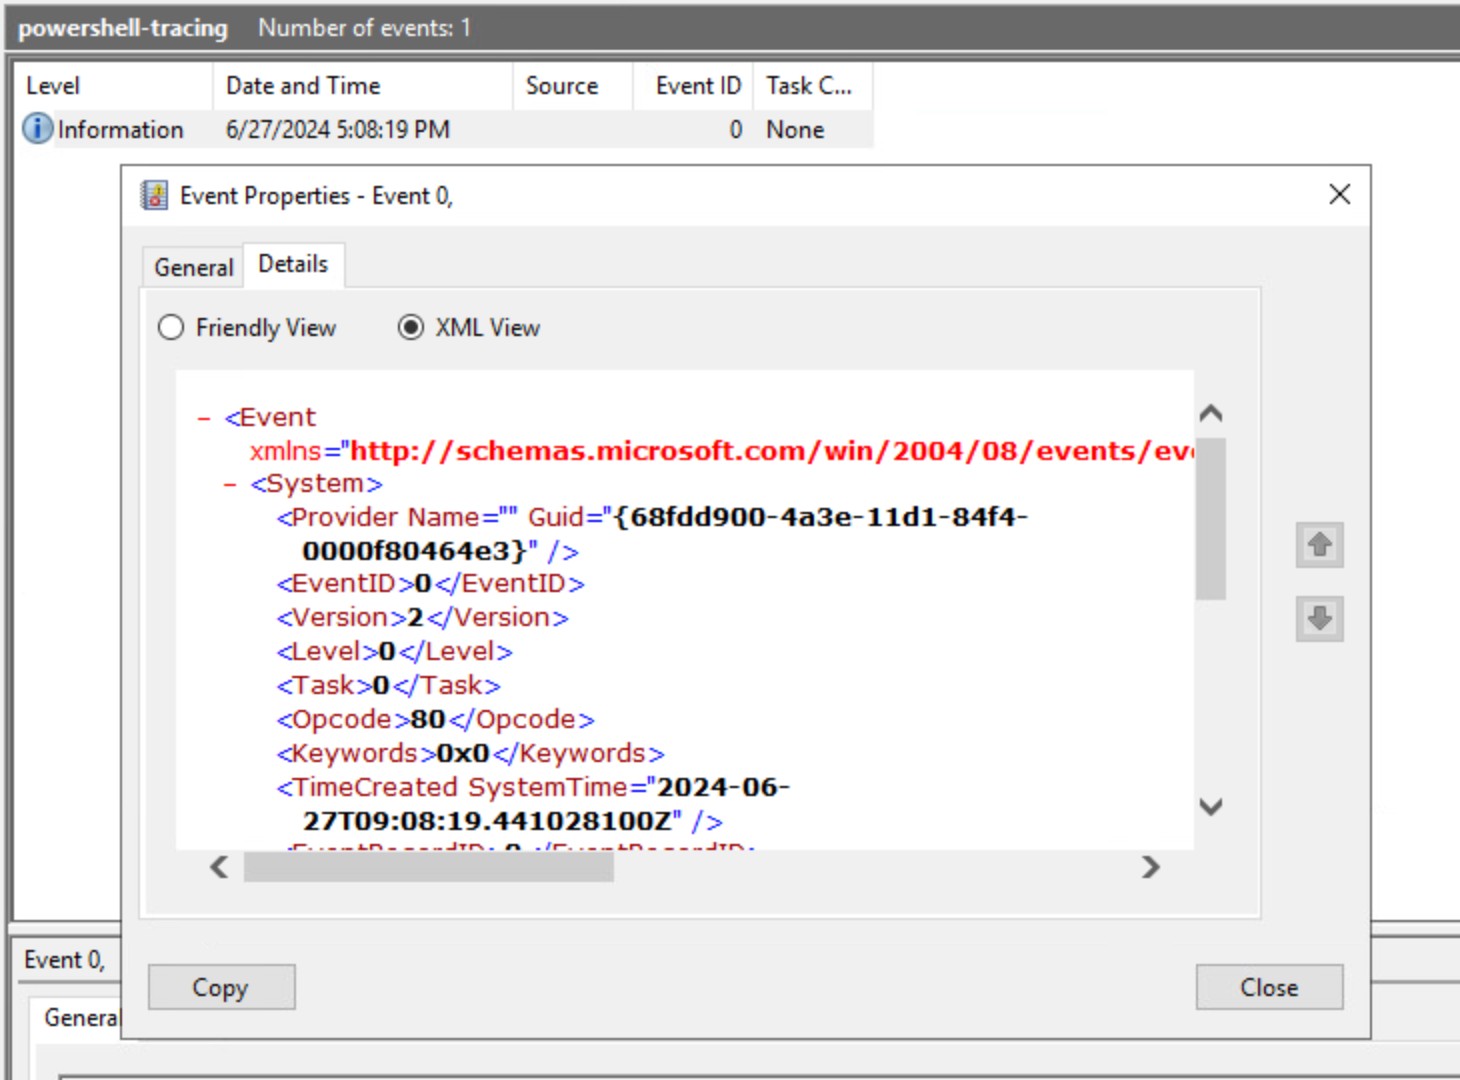 powershell-tracing Number of events: 1
Level Date and Time Source Event ID Task C...
Information 6/27/2024 5:08:19 PM 0 None
Event Properties - Event 0,
General Details
Friendly View XML View
– <Event
xmlns="http://schemas.microsoft.com/win/2004/08/events/eve
– <System>
<Provider Name="" Guid="{68fdd900-4a3e-11d1-84f4-
0000f80464e3}" />
<EventID>0</EventID>
<Version>2</Version>
<Level>0</Level>
<Task>0</Task>
<Opcode>80</Opcode>
<Keywords>0x0</Keywords>
<TimeCreated SystemTime="2024-06-
27T09:08:19.441028100Z" />
Event 0,
Copy Close
General